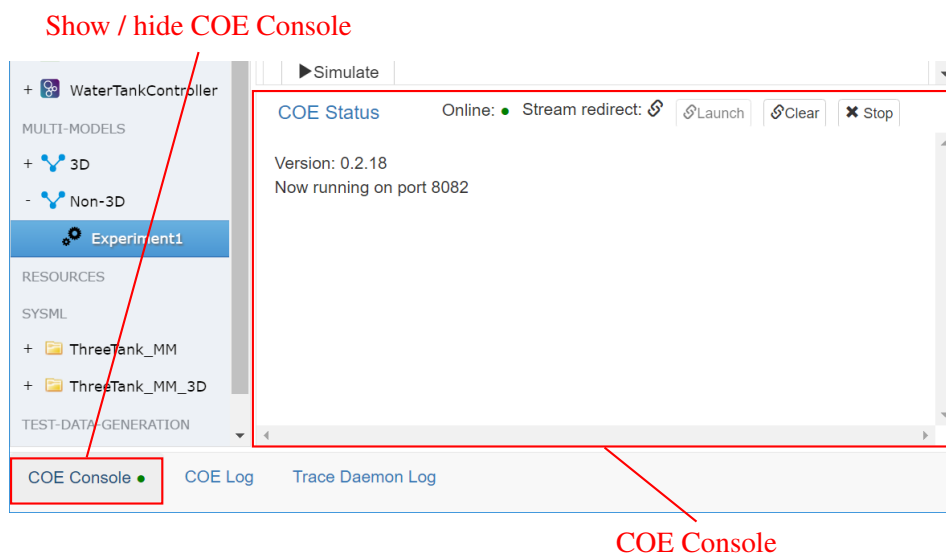 Show / hide COE Console
▶Simulate
+ WaterTankController
COE Status Online: ● Stream redirect: Launch Clear ✖ Stop
MULTI-MODELS
+ 3D
Version: 0.2.18
Now running on port 8082
- Non-3D
Experiment1
RESOURCES
SYSML
+ ThreeTank_MM
+ ThreeTank_MM_3D
TEST-DATA-GENERATION
COE Console ● COE Log Trace Daemon Log
COE Console